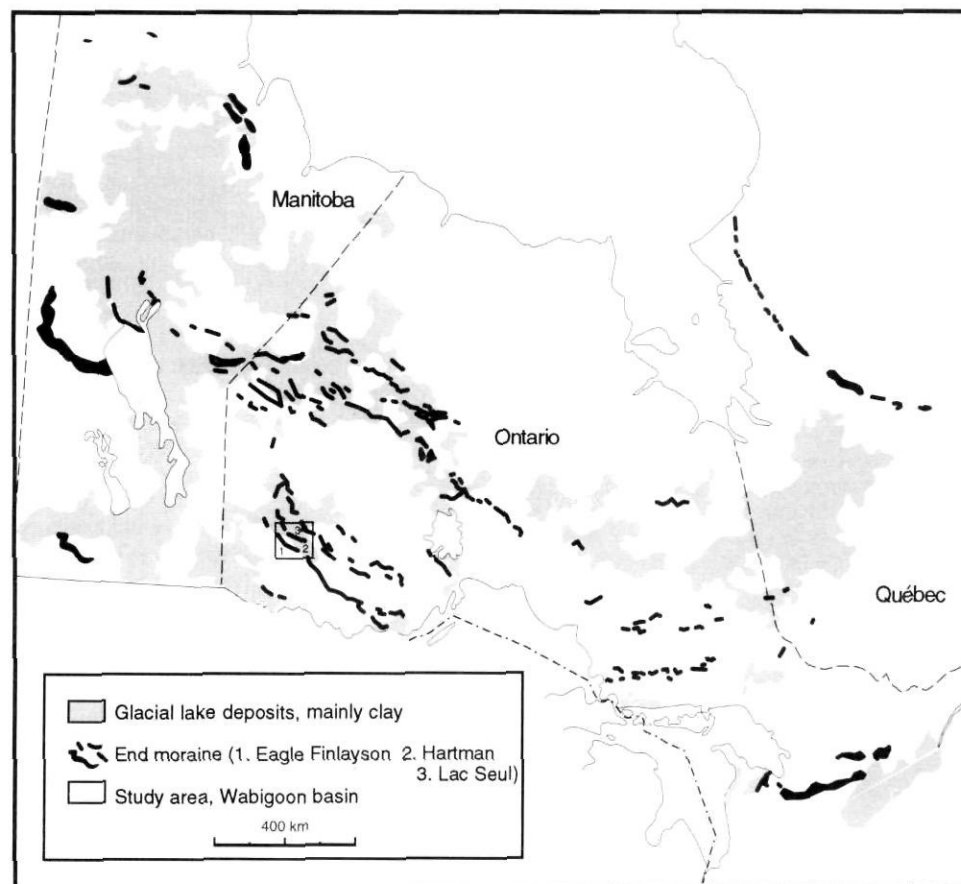 Manitoba
Ontario
Québec
3
1
2
Glacial lake deposits, mainly clay
End moraine (1. Eagle Finlayson 2. Hartman
3. Lac Seul)
Study area, Wabigoon basin
400 km